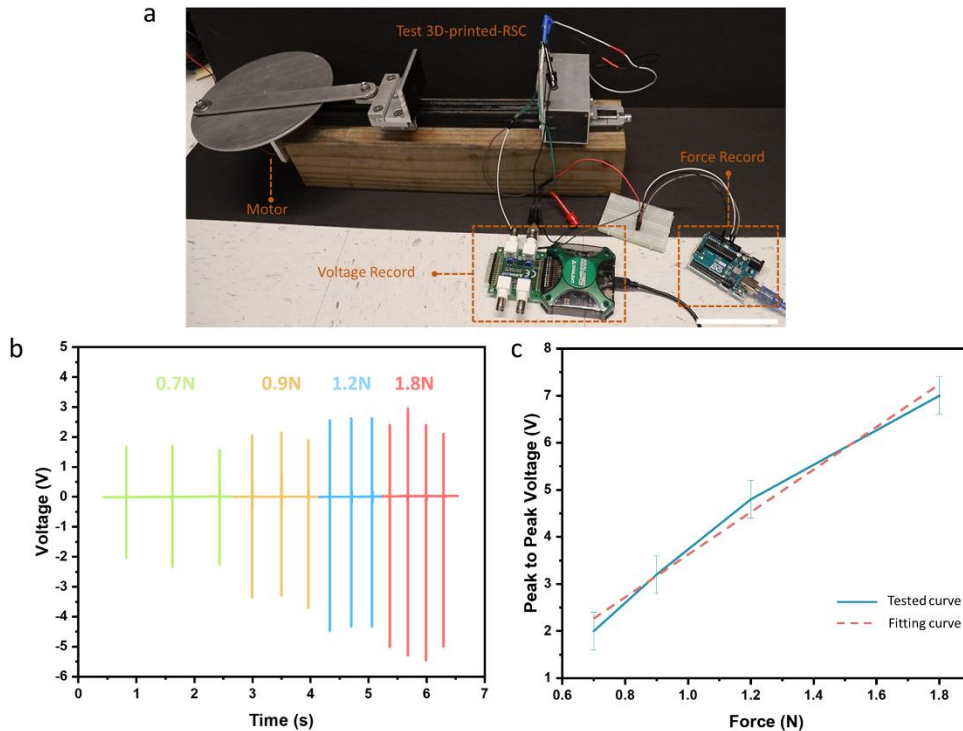 a
Test 3D-printed-RSC
Force Record
Motor
Voltage Record
b
5
4
3
2
1
0
-1
-2
-3
-4
-5
-6
0.7N
0.9N
1.2N
1.8N
0
1
2
3
4
5
6
7
Voltage (V)
Time (s)
c
8
7
6
5
4
3
2
1
Tested curve
Fitting curve
0.6
0.8
1.0
1.2
1.4
1.6
1.8
Peak to Peak Voltage (V)
Force (N)